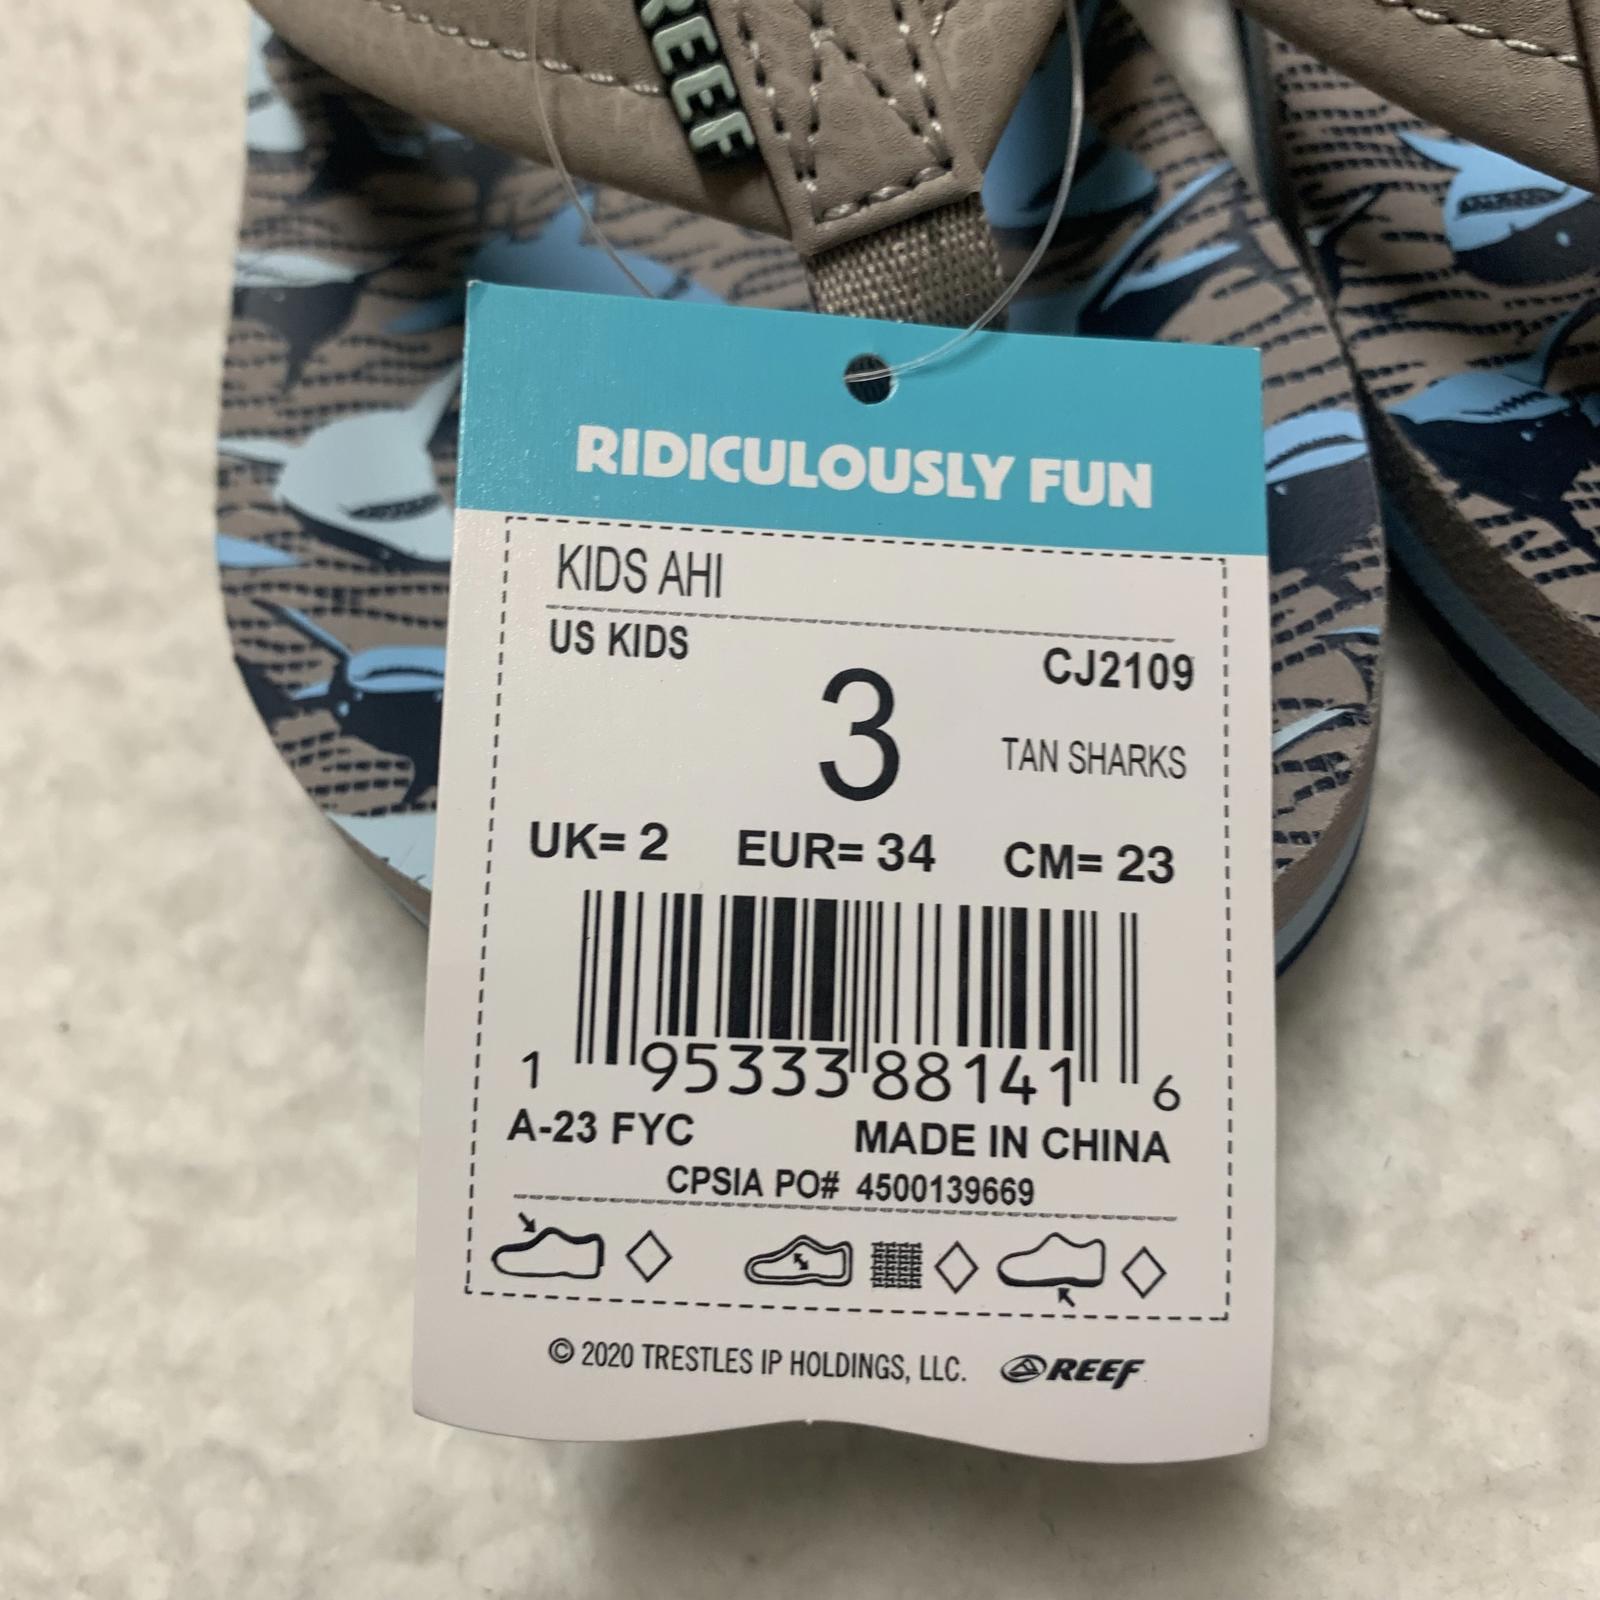 REEF
RIDICULOUSLY FUN
KIDS AHI
US KIDS
3
CJ2109
TAN SHARKS
UK= 2 EUR= 34 CM= 23
1 95333 88141 6
A-23 FYC MADE IN CHINA
CPSIA PO# 4500139669
© 2020 TRESTLES IP HOLDINGS, LLC. REEF